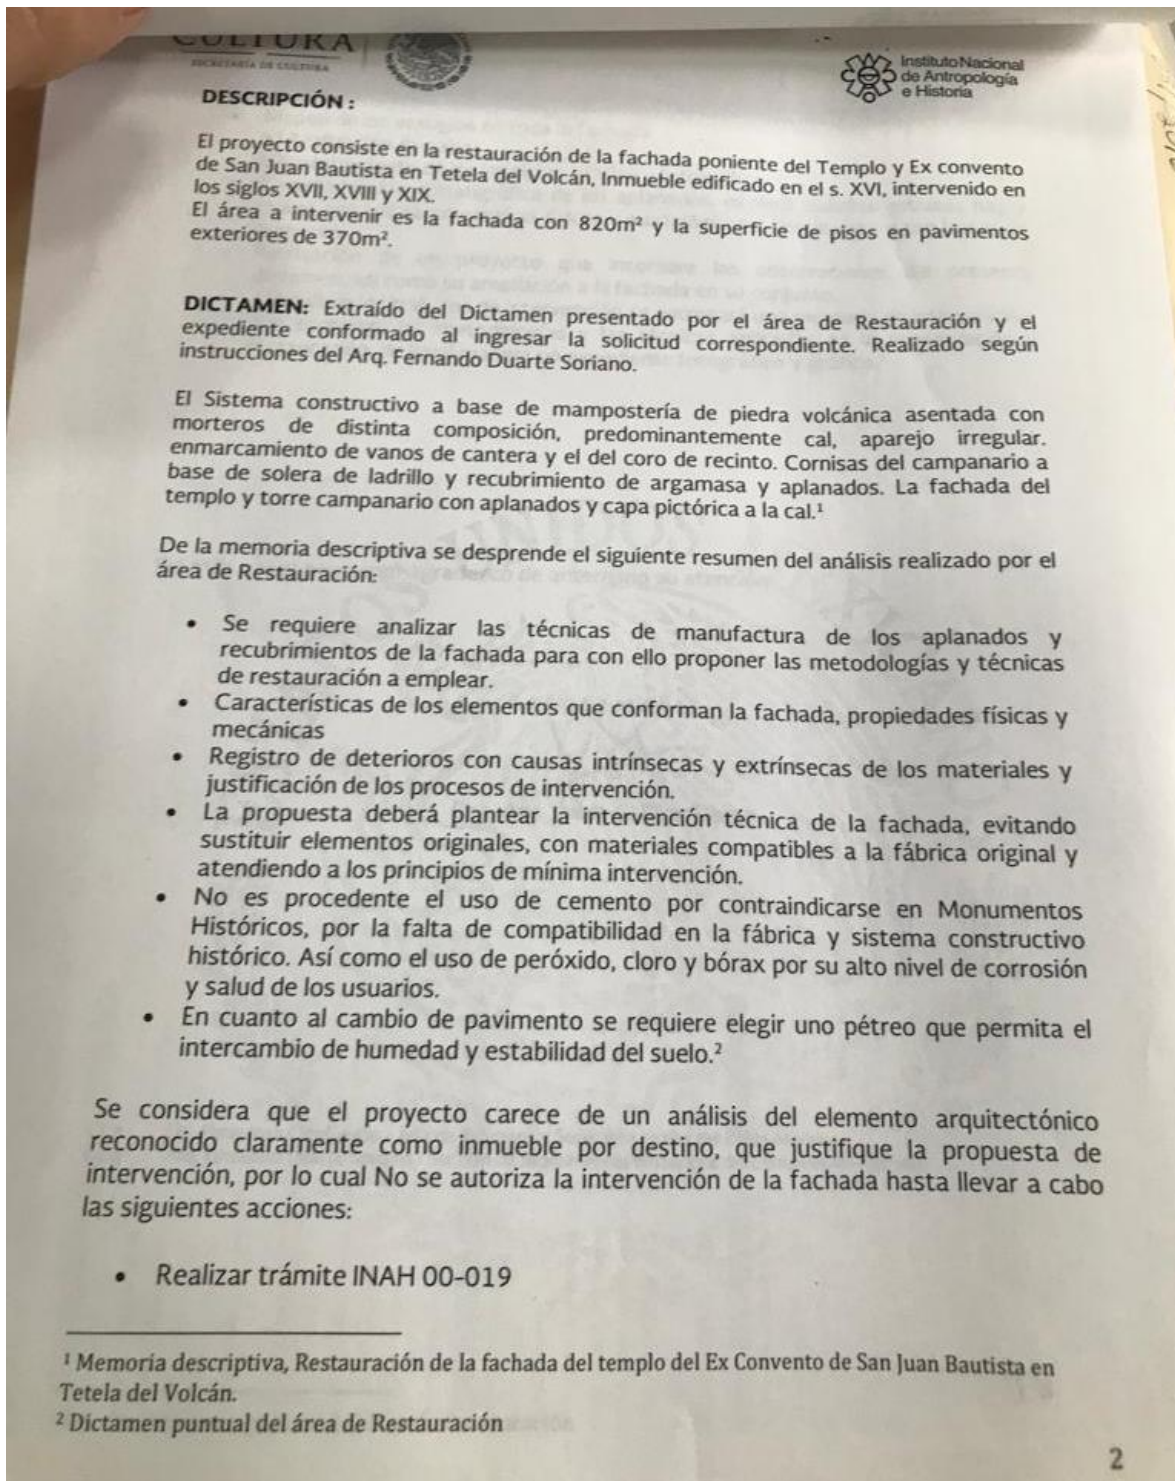 CULTURA
SECRETARÍA DE CULTURA
Instituto Nacional
de Antropología
e Historia
DESCRIPCIÓN :
El proyecto consiste en la restauración de la fachada poniente del Templo y Ex convento
de San Juan Bautista en Tetela del Volcán, Inmueble edificado en el s. XVI, intervenido en
los siglos XVII, XVIII y XIX.
El área a intervenir es la fachada con 820m² y la superficie de pisos en pavimentos
exteriores de 370m².
DICTAMEN: Extraído del Dictamen presentado por el área de Restauración y el
expediente conformado al ingresar la solicitud correspondiente. Realizado según
instrucciones del Arq. Fernando Duarte Soriano.
El Sistema constructivo a base de mampostería de piedra volcánica asentada con
morteros de distinta composición, predominantemente cal, aparejo irregular.
enmarcamiento de vanos de cantera y el del coro de recinto. Cornisas del campanario a
base de solera de ladrillo y recubrimiento de argamasa y aplanados. La fachada del
templo y torre campanario con aplanados y capa pictórica a la cal.¹
De la memoria descriptiva se desprende el siguiente resumen del análisis realizado por el
área de Restauración:
• Se requiere analizar las técnicas de manufactura de los aplanados y
recubrimientos de la fachada para con ello proponer las metodologías y técnicas
de restauración a emplear.
• Características de los elementos que conforman la fachada, propiedades físicas y
mecánicas
• Registro de deterioros con causas intrínsecas y extrínsecas de los materiales y
justificación de los procesos de intervención.
• La propuesta deberá plantear la intervención técnica de la fachada, evitando
sustituir elementos originales, con materiales compatibles a la fábrica original y
atendiendo a los principios de mínima intervención.
• No es procedente el uso de cemento por contraindicarse en Monumentos
Históricos, por la falta de compatibilidad en la fábrica y sistema constructivo
histórico. Así como el uso de peróxido, cloro y bórax por su alto nivel de corrosión
y salud de los usuarios.
• En cuanto al cambio de pavimento se requiere elegir uno pétreo que permita el
intercambio de humedad y estabilidad del suelo.²
Se considera que el proyecto carece de un análisis del elemento arquitectónico
reconocido claramente como inmueble por destino, que justifique la propuesta de
intervención, por lo cual No se autoriza la intervención de la fachada hasta llevar a cabo
las siguientes acciones:
• Realizar trámite INAH 00-019
¹ Memoria descriptiva, Restauración de la fachada del templo del Ex Convento de San Juan Bautista en
Tetela del Volcán.
² Dictamen puntual del área de Restauración
2